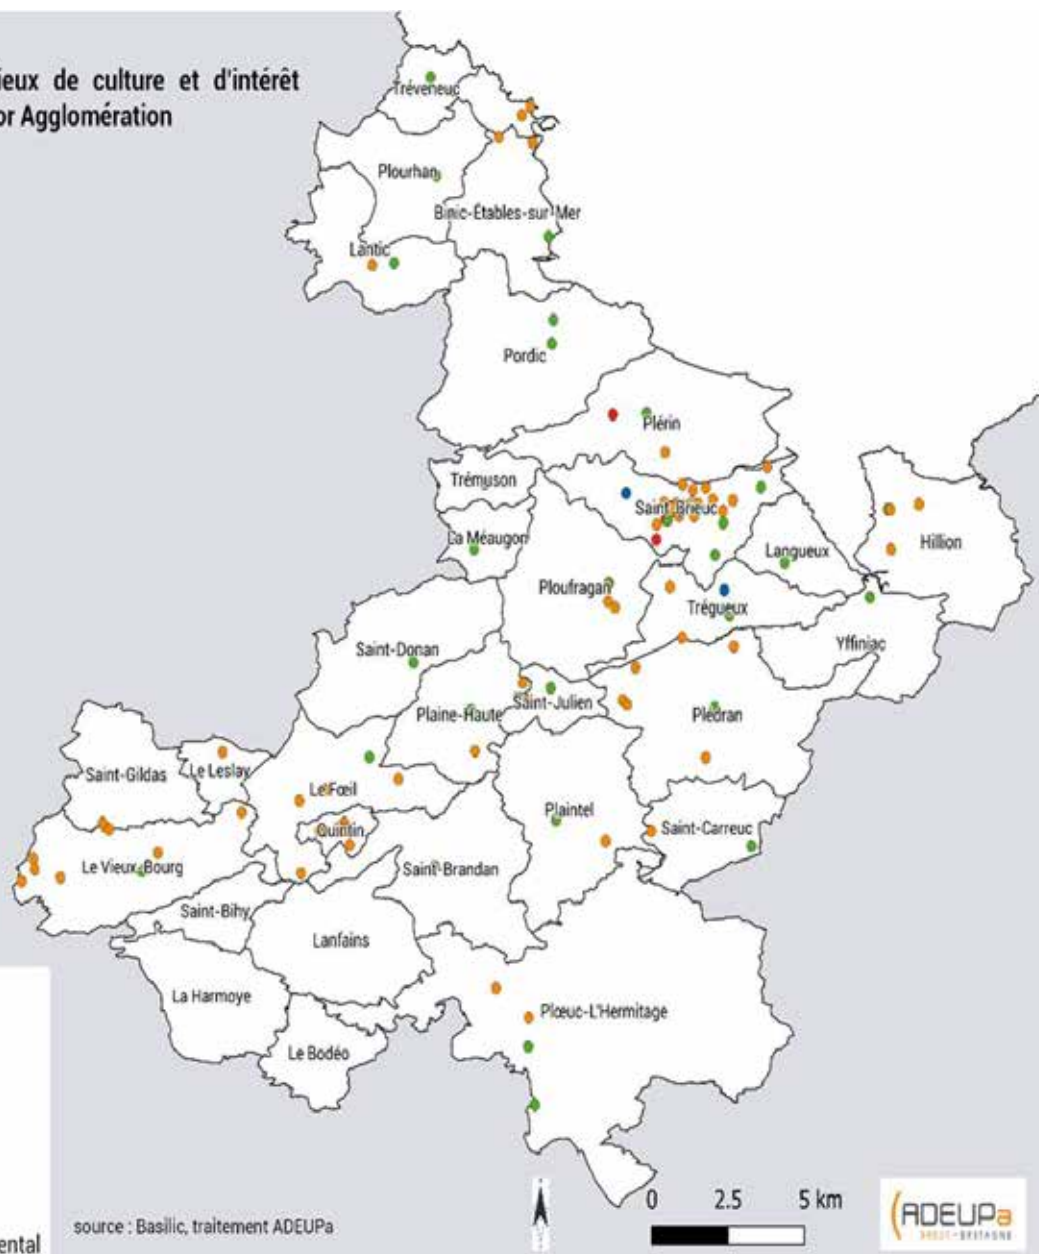 ieux de culture et d'intérêt
or Agglomération
Tréveneuc
Plourhan
Binic-Étables-sur-Mer
Lantic
Pordic
Plérin
Trémuson
Saint-Brieuc
La Méaugon
Langueux
Hillion
Ploufragan
Trégueux
Yffiniac
Saint-Donan
Saint-Julien
Plaine-Haute
Plédran
Saint-Gildas
Le Leslay
Le Fœil
Plaintel
Quintin
Saint-Carreuc
Le Vieux-Bourg
Saint-Brandan
Saint-Bihy
Lanfains
La Harmoye
Plœuc-L'Hermitage
Le Bodéo
0 2.5 5 km
source : Basilic, traitement ADEUPa
ental
ADEUPa
BREST-BRETAGNE